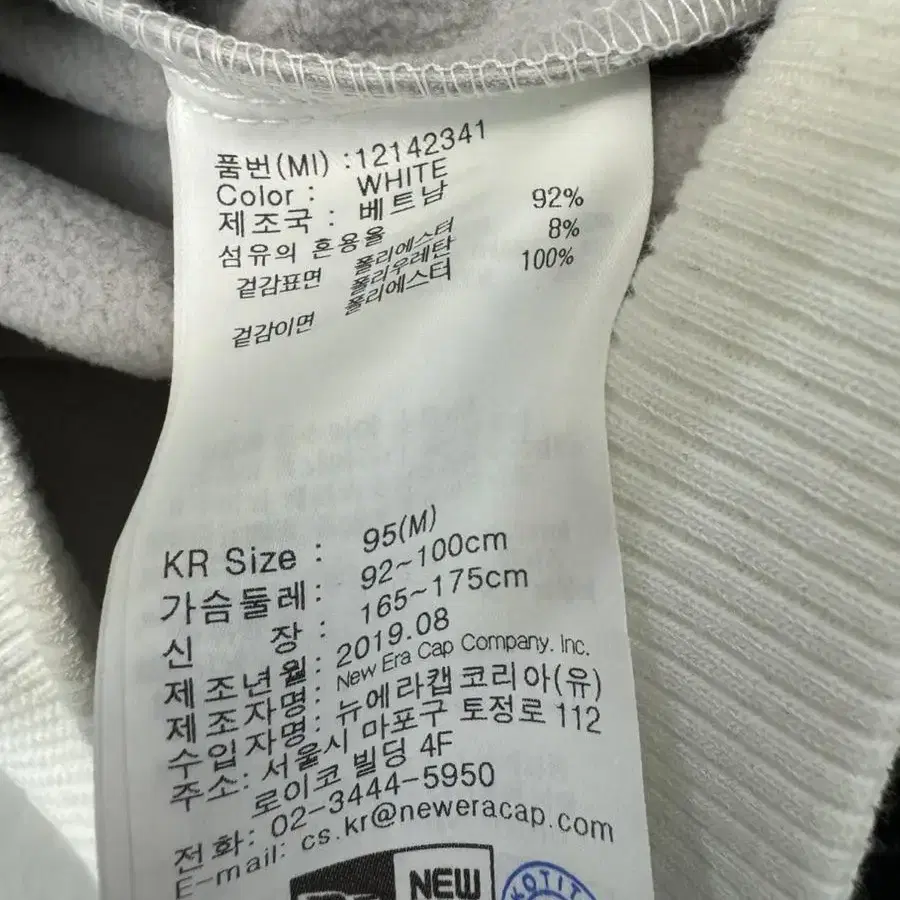 품번(MI) :12142341
Color : WHITE
제조국 : 베트남
섬유의 혼용율
겉감표면 폴리에스터 92%
폴리우레탄 8%
겉감이면 폴리에스터 100%
KR Size : 95(M)
가슴둘레: 92~100cm
신 장 : 165~175cm
제조년월: 2019.08
제조자명: New Era Cap Company. Inc.
수입자명: 뉴에라캡코리아(유)
주소: 서울시 마포구 토정로 112
로이코 빌딩 4F
전화: 02-3444-5950
E-mail: cs.kr@neweracap.com
NEW
KOTIT